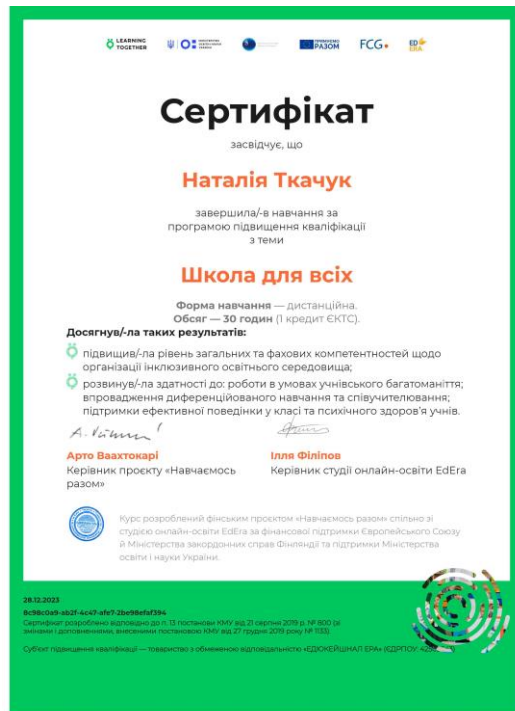 LEARNING
TOGETHER
ПРЯМУЄМО
РАЗОМ
FCG
ED
ERA
Сертифікат
засвідчує, що
Наталія Ткачук
завершила/-в навчання за
програмою підвищення кваліфікації
з теми
Школа для всіх
Форма навчання — дистанційна.
Обсяг — 30 годин (1 кредит ЄКТС).
Досягнув/-ла таких результатів:
підвищив/-ла рівень загальних та фахових компетентностей щодо
організації інклюзивного освітнього середовища;
розвинув/-ла здатності до: роботи в умовах учнівського багатоманіття;
впровадження диференційованого навчання та співучителювання;
підтримки ефективної поведінки у класі та психічного здоров’я учнів.
Арто Ваахтокарі
Керівник проєкту «Навчаємось
разом»
Ілля Філіпов
Керівник студії онлайн-освіти EdEra
Курс розроблений фінським проєктом «Навчаємось разом» спільно зі
студією онлайн-освіти EdEra за фінансової підтримки Європейського Союзу
й Міністерства закордонних справ Фінляндії та підтримки Міністерства
освіти і науки України.
28.12.2023
8c98c0a9-ab2f-4c47-afe7-2be98efaf394
Сертифікат розроблено відповідно до п. 13 постанови КМУ від 21 серпня 2019 р. № 800 (зі
змінами і доповненнями, внесеними постановою КМУ від 27 грудня 2019 року № 1133).
Суб’єкт підвищення кваліфікації — товариство з обмеженою відповідальністю «ЕДЮКЕЙШНАЛ ЕРА» (ЄДРПОУ: